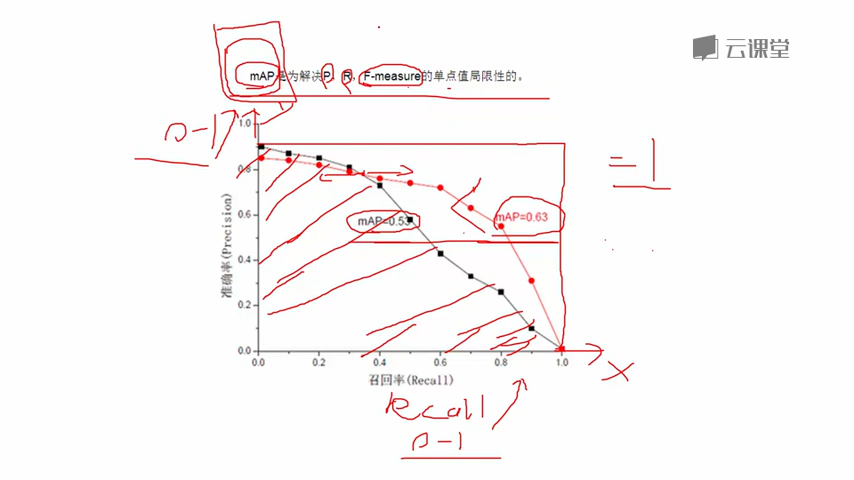 云课堂
mAP是为解决P，R，F-measure的单点值局限性的。
P R
0-1
= 1
1.0
0.8
0.6
0.4
0.2
0.0
准确率(Precision)
mAP=0.53
mAP=0.63
0.0 0.2 0.4 0.6 0.8 1.0
召回率(Recall)
X
Recall
0-1